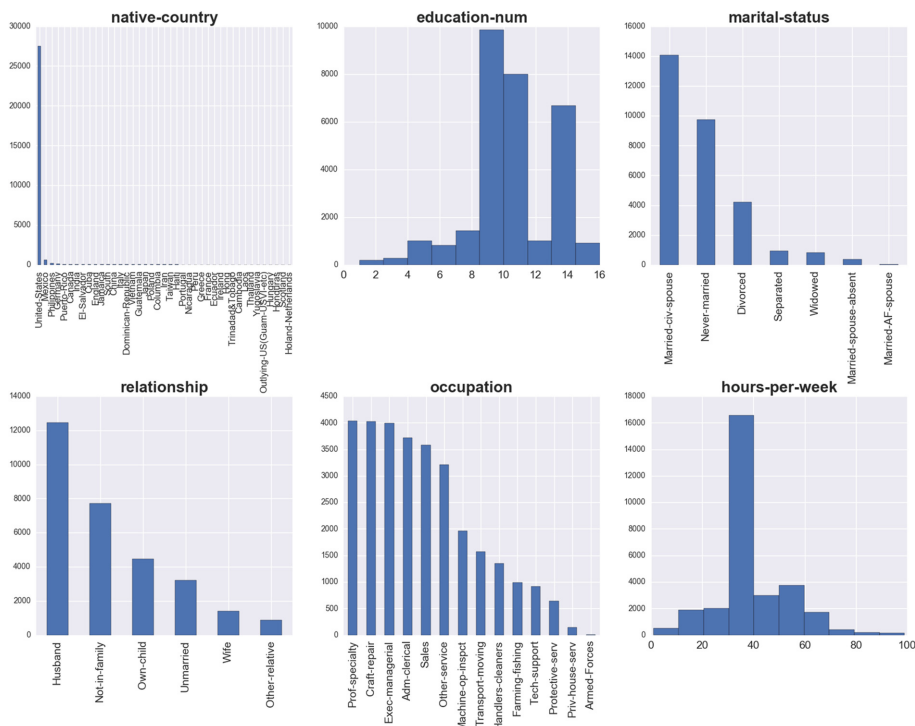 native-country
30000
25000
20000
15000
10000
5000
0
United-States
Mexico
Philippines
Germany
Puerto-Rico
Canada
India
El-Salvador
Cuba
England
Jamaica
South
China
Italy
Dominican-Republic
Vietnam
Guatemala
Japan
Poland
Columbia
Iran
Taiwan
Haiti
Portugal
Nicaragua
Peru
Greece
France
Ecuador
Ireland
Hong
Trinadad&Tobago
Cambodia
Laos
Thailand
Yugoslavia
Outlying-US(Guam-USVI-etc)
Hungary
Honduras
Scotland
Holand-Netherlands
education-num
10000
8000
6000
4000
2000
0
0 2 4 6 8 10 12 14 16
marital-status
16000
14000
12000
10000
8000
6000
4000
2000
0
Married-civ-spouse
Never-married
Divorced
Separated
Widowed
Married-spouse-absent
Married-AF-spouse
relationship
14000
12000
10000
8000
6000
4000
2000
0
Husband
Not-in-family
Own-child
Unmarried
Wife
Other-relative
occupation
4500
4000
3500
3000
2500
2000
1500
1000
500
0
Prof-specialty
Craft-repair
Exec-managerial
Adm-clerical
Sales
Other-service
Machine-op-inspct
Transport-moving
Handlers-cleaners
Farming-fishing
Tech-support
Protective-serv
Priv-house-serv
Armed-Forces
hours-per-week
18000
16000
14000
12000
10000
8000
6000
4000
2000
0
0 20 40 60 80 100